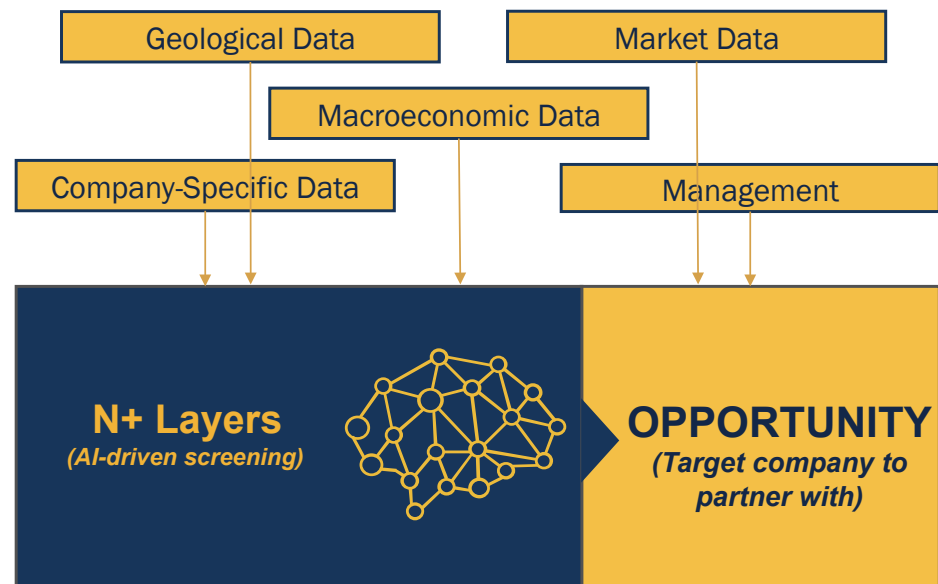 Geological Data
Market Data
Macroeconomic Data
Company-Specific Data
Management
N+ Layers
(AI-driven screening)
OPPORTUNITY
(Target company to
partner with)